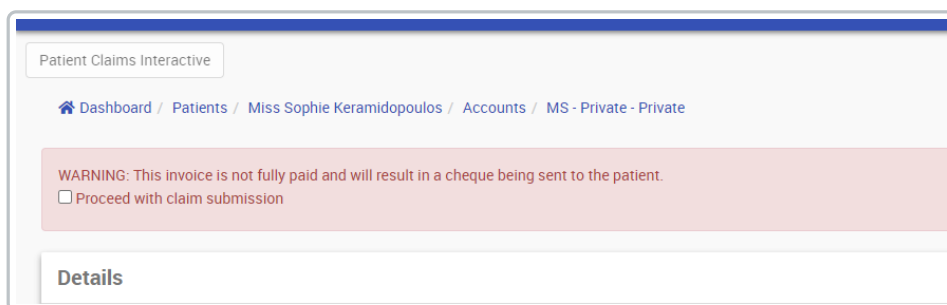 Patient Claims Interactive
Dashboard / Patients / Miss Sophie Keramidopoulos / Accounts / MS - Private - Private
WARNING: This invoice is not fully paid and will result in a cheque being sent to the patient.
Proceed with claim submission
Details